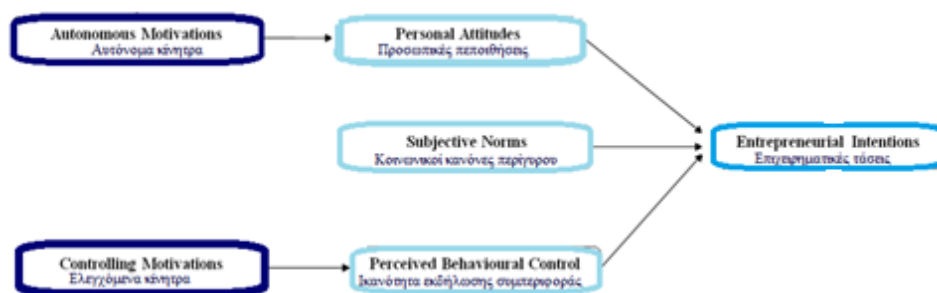 Autonomous Motivations
Αυτόνομα κίνητρα
Personal Attitudes
Προσωπικές πεποιθήσεις
Subjective Norms
Κοινωνικοί κανόνες περίγυρου
Entrepreneurial Intentions
Επιχειρηματικές τάσεις
Controlling Motivations
Ελεγχόμενα κίνητρα
Perceived Behavioural Control
Ικανότητα εκδήλωσης συμπεριφοράς